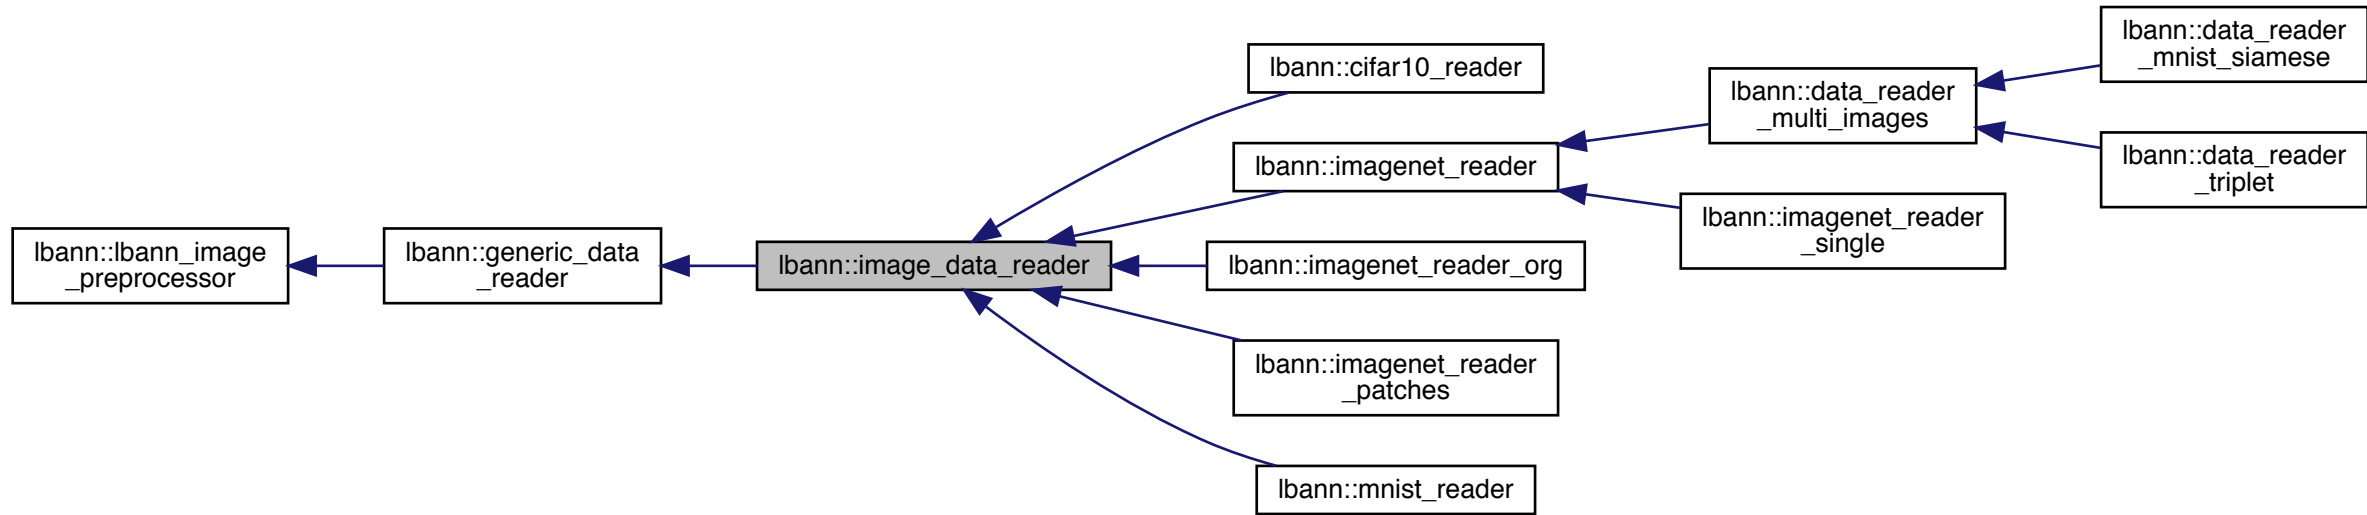 lbann::lbann_image
_preprocessor
lbann::generic_data
_reader
lbann::image_data_reader
lbann::cifar10_reader
lbann::imagenet_reader
lbann::imagenet_reader_org
lbann::imagenet_reader
_patches
lbann::mnist_reader
lbann::data_reader
_multi_images
lbann::imagenet_reader
_single
lbann::data_reader
_mnist_siamese
lbann::data_reader
_triplet